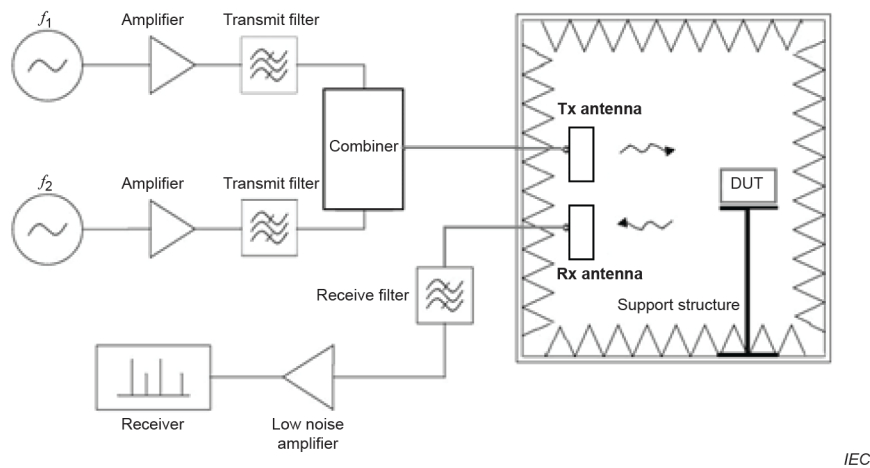 f1
Amplifier
Transmit filter
Combiner
f2
Amplifier
Transmit filter
Tx antenna
DUT
Rx antenna
Support structure
Receive filter
Receiver
Low noise
amplifier
IEC